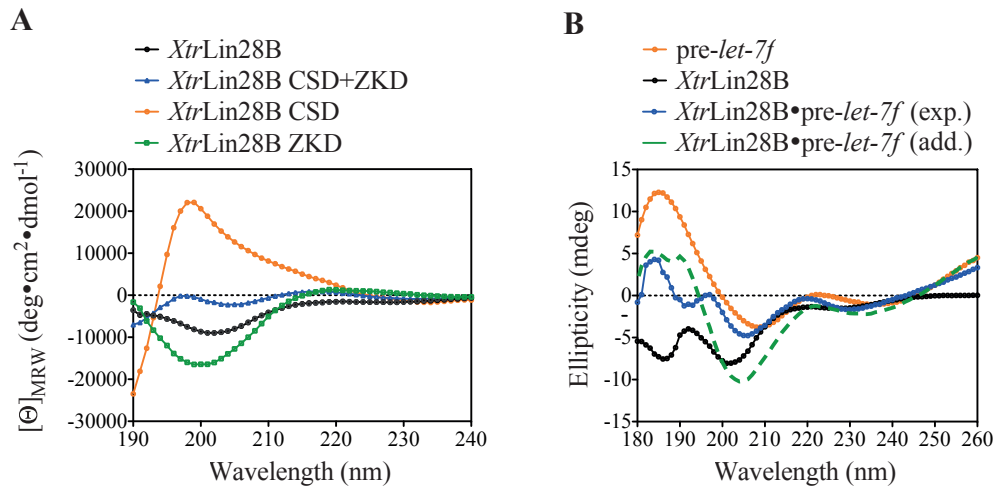 A
XtrLin28B
XtrLin28B CSD+ZKD
XtrLin28B CSD
XtrLin28B ZKD
30000
20000
10000
0
-10000
-20000
-30000
[Θ]MRW (deg•cm²•dmol⁻¹)
190 200 210 220 230 240
Wavelength (nm)
B
pre-let-7f
XtrLin28B
XtrLin28B•pre-let-7f (exp.)
XtrLin28B•pre-let-7f (add.)
15
10
5
0
-5
-10
-15
Ellipticity (mdeg)
180 190 200 210 220 230 240 250 260
Wavelength (nm)